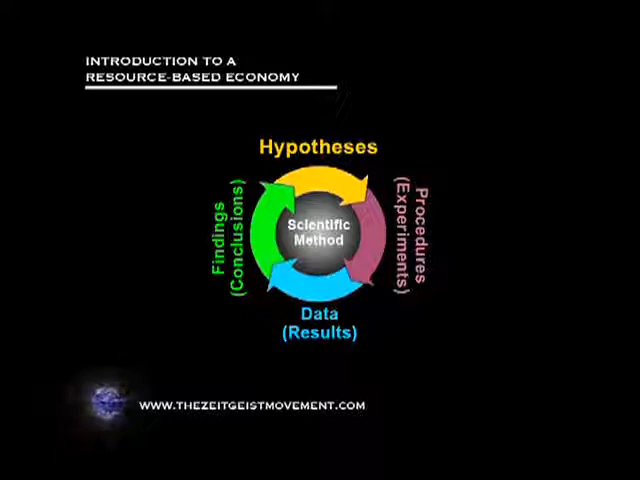 INTRODUCTION TO A
RESOURCE-BASED ECONOMY
Hypotheses
Procedures
(Experiments)
Scientific
Method
Findings
(Conclusions)
Data
(Results)
WWW.THEZEITGEISTMOVEMENT.COM